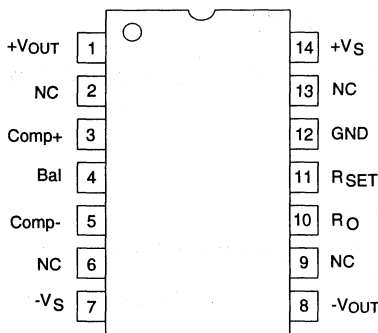 +VOUT 1 14 +VS
NC 2 13 NC
Comp+ 3 12 GND
Bal 4 11 RSET
Comp- 5 10 RO
NC 6 9 NC
-VS 7 8 -VOUT